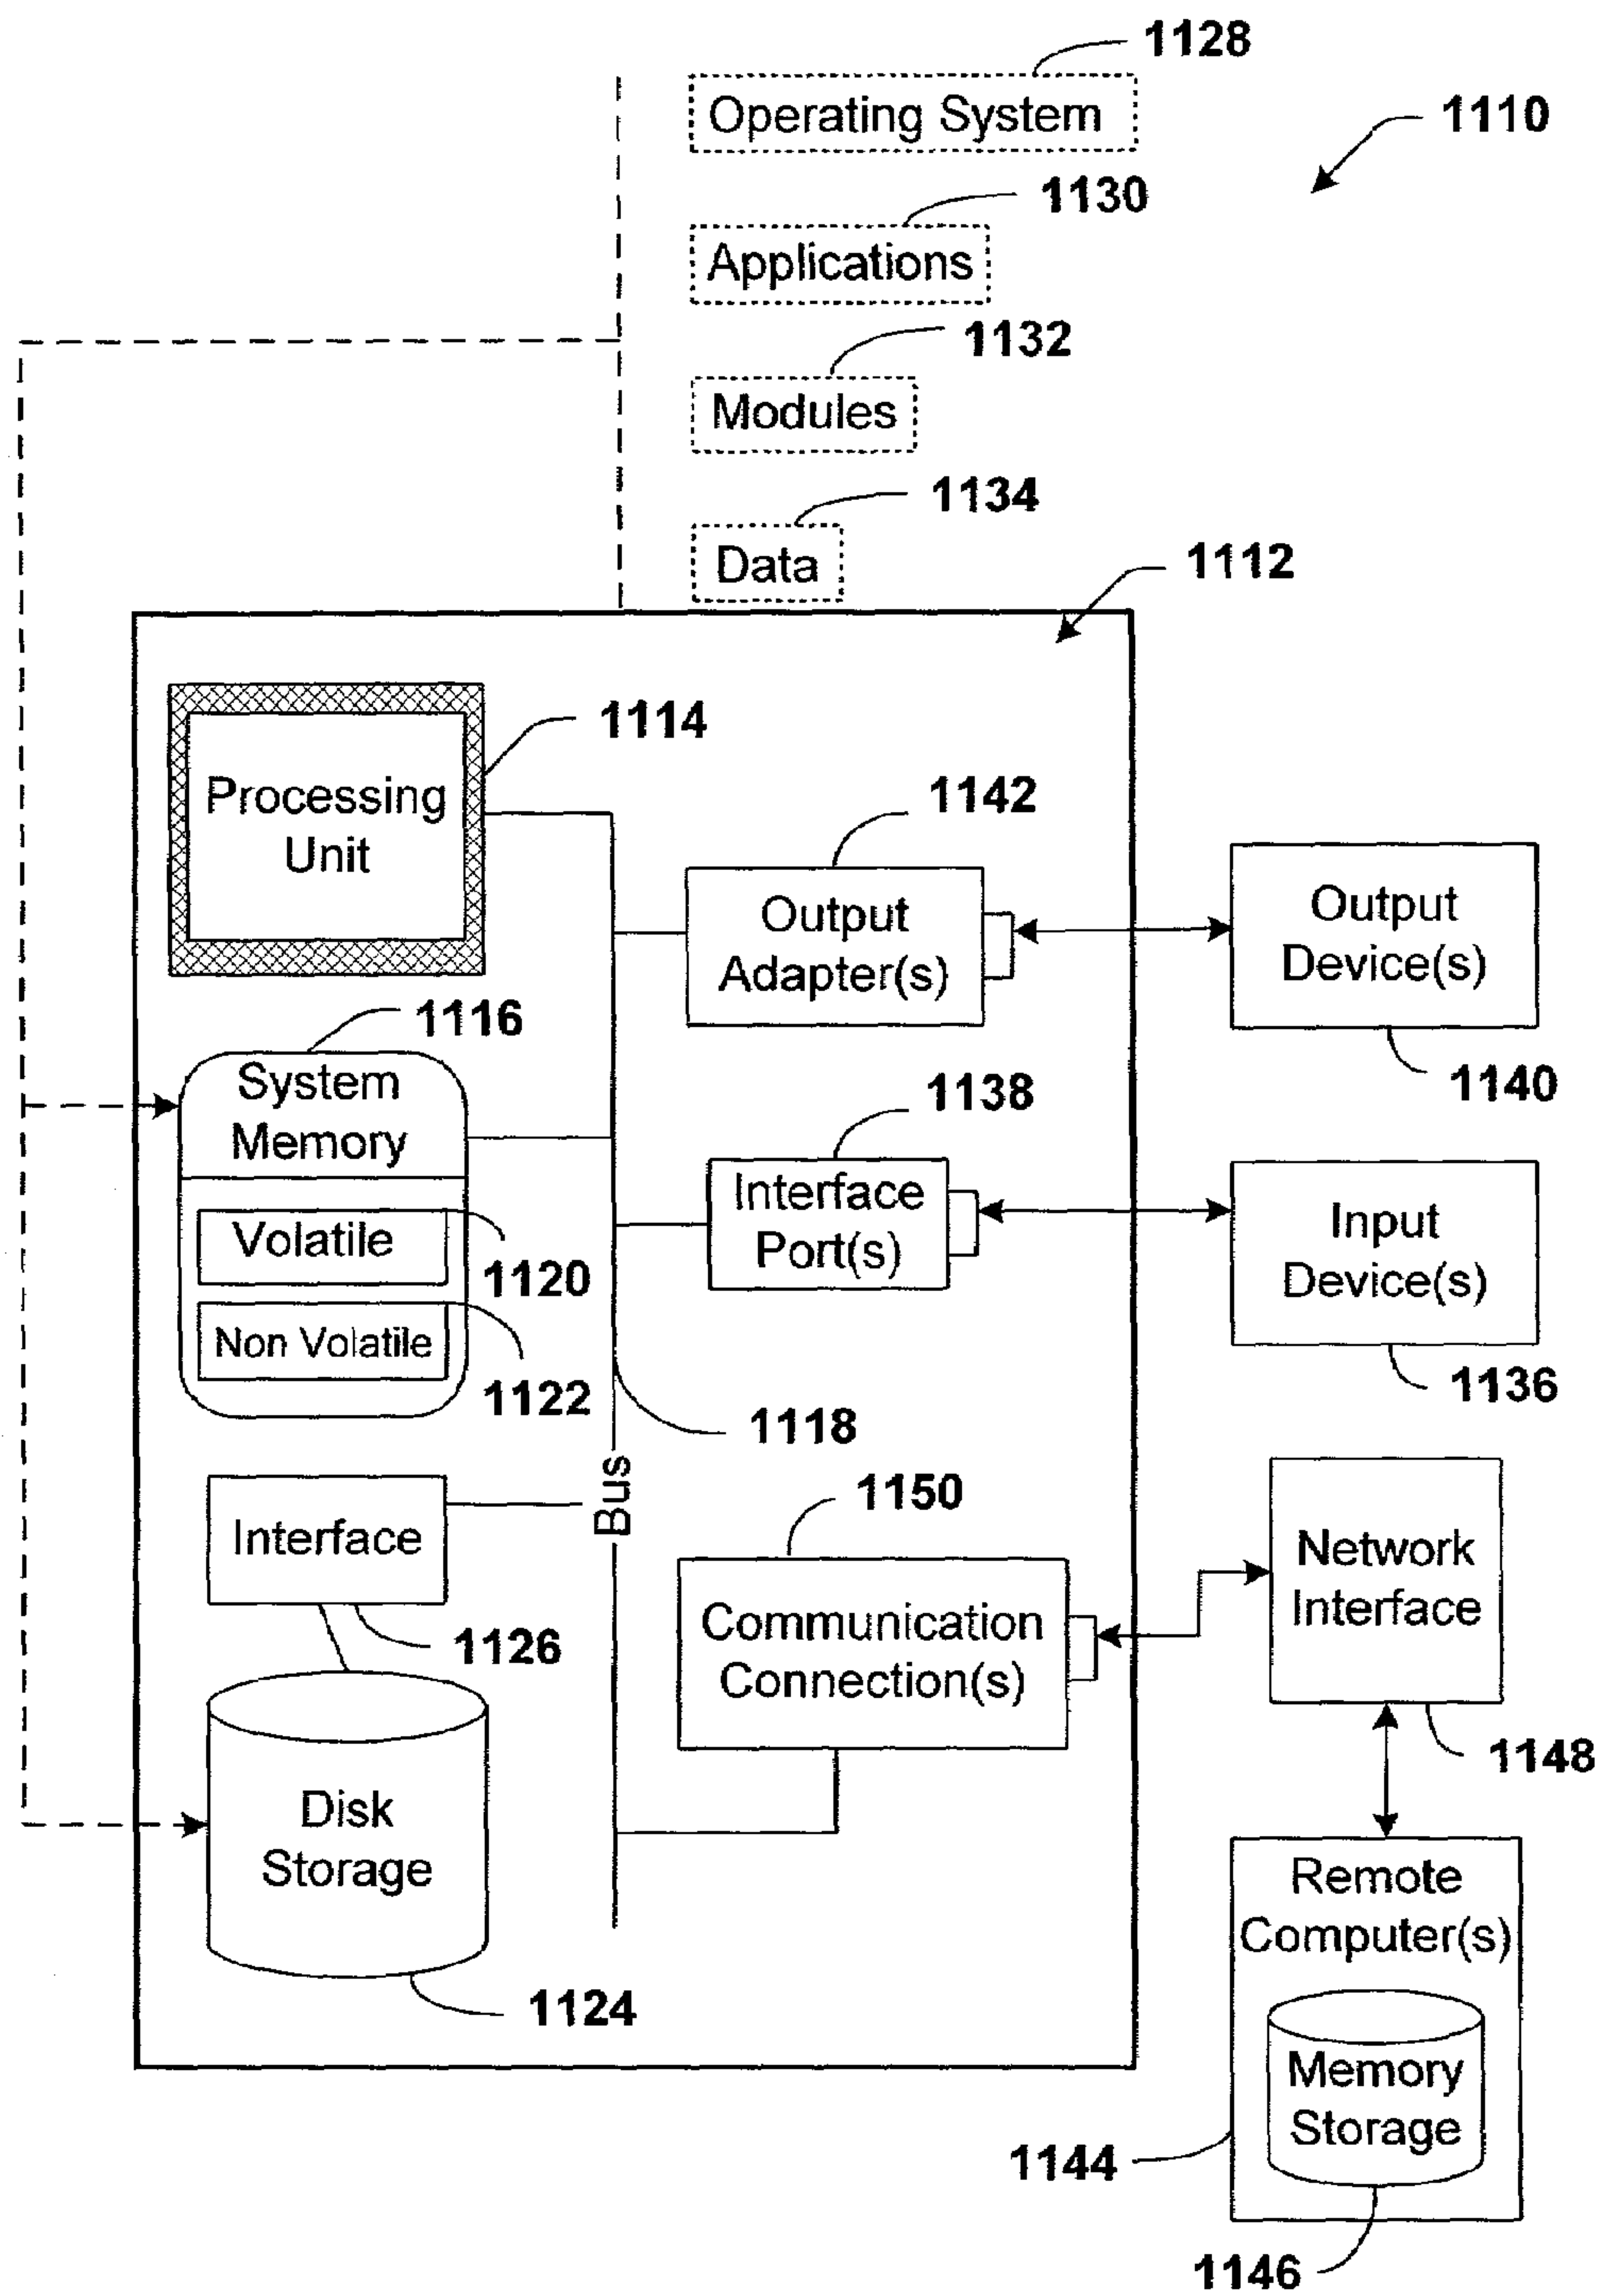 1128
Operating System
1110
1130
Applications
1132
Modules
1134
Data
1112
1114
Processing
Unit
1142
Output
Adapter(s)
Output
Device(s)
1140
1116
System
Memory
1138
Interface
Port(s)
Input
Device(s)
1136
Volatile
1120
Non Volatile
1122
1118
Bus
Interface
1126
1150
Communication
Connection(s)
Network
Interface
1148
Disk
Storage
1124
Remote
Computer(s)
Memory
Storage
1144
1146